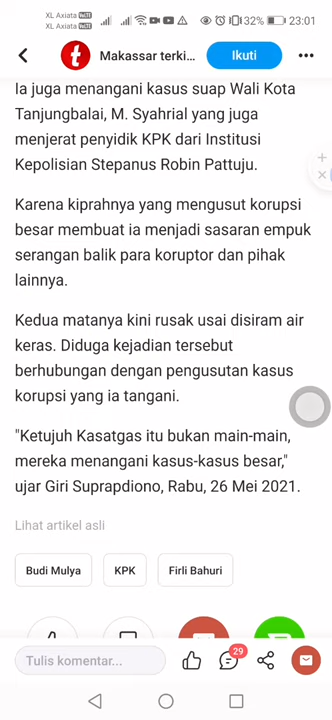 XL Axiata
XL Axiata
32%
23:01
Makassar terki...
Ikuti
Ia juga menangani kasus suap Wali Kota
Tanjungbalai, M. Syahrial yang juga
menjerat penyidik KPK dari Institusi
Kepolisian Stepanus Robin Pattuju.
Karena kiprahnya yang mengusut korupsi
besar membuat ia menjadi sasaran empuk
serangan balik para koruptor dan pihak
lainnya.
Kedua matanya kini rusak usai disiram air
keras. Diduga kejadian tersebut
berhubungan dengan pengusutan kasus
korupsi yang ia tangani.
"Ketujuh Kasatgas itu bukan main-main,
mereka menangani kasus-kasus besar,"
ujar Giri Suprapdiono, Rabu, 26 Mei 2021.
Lihat artikel asli
Budi Mulya
KPK
Firli Bahuri
Tulis komentar...
29